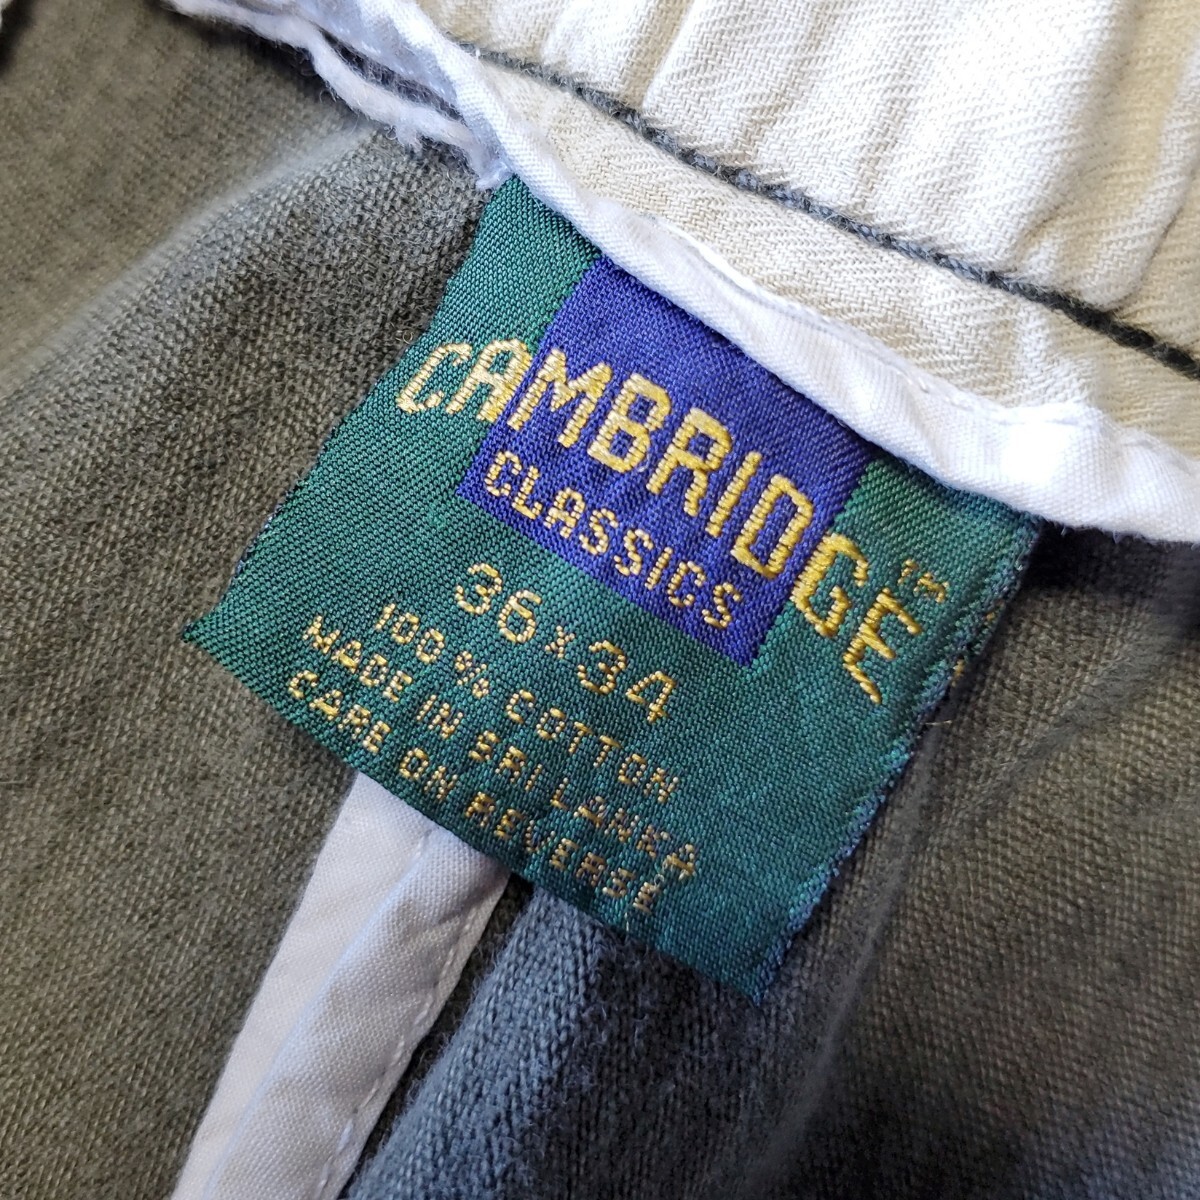 CAMBRIDGE™
CLASSICS
36 x 34
100% COTTON
MADE IN SRI LANKA
CARE ON REVERSE